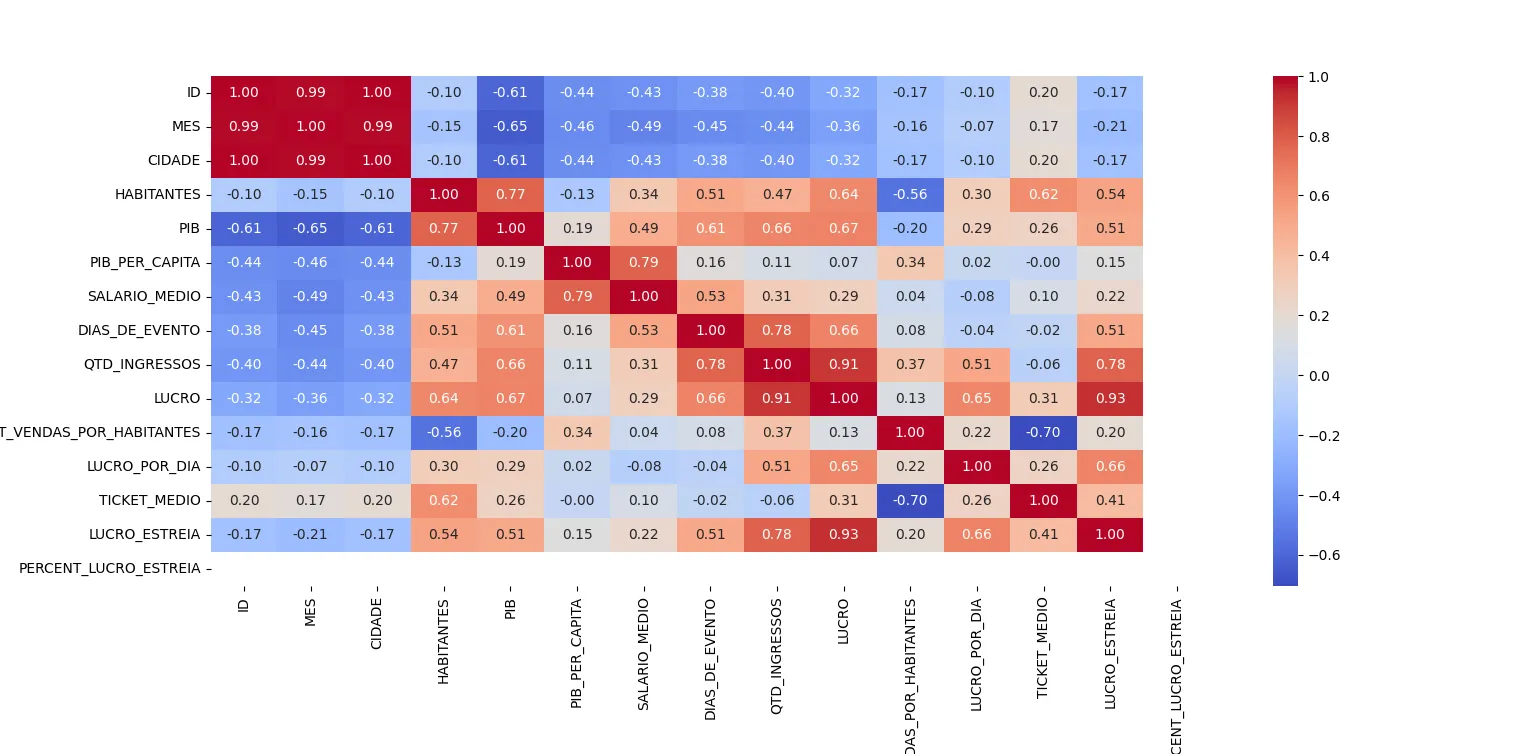 ID 1.00 0.99 1.00 -0.10 -0.61 -0.44 -0.43 -0.38 -0.40 -0.32 -0.17 -0.10 0.20 -0.17
MES 0.99 1.00 0.99 -0.15 -0.65 -0.46 -0.49 -0.45 -0.44 -0.36 -0.16 -0.07 0.17 -0.21
CIDADE 1.00 0.99 1.00 -0.10 -0.61 -0.44 -0.43 -0.38 -0.40 -0.32 -0.17 -0.10 0.20 -0.17
HABITANTES -0.10 -0.15 -0.10 1.00 0.77 -0.13 0.34 0.51 0.47 0.64 -0.56 0.30 0.62 0.54
PIB -0.61 -0.65 -0.61 0.77 1.00 0.19 0.49 0.61 0.66 0.67 -0.20 0.29 0.26 0.51
PIB_PER_CAPITA -0.44 -0.46 -0.44 -0.13 0.19 1.00 0.79 0.16 0.11 0.07 0.34 0.02 -0.00 0.15
SALARIO_MEDIO -0.43 -0.49 -0.43 0.34 0.49 0.79 1.00 0.53 0.31 0.29 0.04 -0.08 0.10 0.22
DIAS_DE_EVENTO -0.38 -0.45 -0.38 0.51 0.61 0.16 0.53 1.00 0.78 0.66 0.08 -0.04 -0.02 0.51
QTD_INGRESSOS -0.40 -0.44 -0.40 0.47 0.66 0.11 0.31 0.78 1.00 0.91 0.37 0.51 -0.06 0.78
LUCRO -0.32 -0.36 -0.32 0.64 0.67 0.07 0.29 0.66 0.91 1.00 0.13 0.65 0.31 0.93
T_VENDAS_POR_HABITANTES -0.17 -0.16 -0.17 -0.56 -0.20 0.34 0.04 0.08 0.37 0.13 1.00 0.22 -0.70 0.20
LUCRO_POR_DIA -0.10 -0.07 -0.10 0.30 0.29 0.02 -0.08 -0.04 0.51 0.65 0.22 1.00 0.26 0.66
TICKET_MEDIO 0.20 0.17 0.20 0.62 0.26 -0.00 0.10 -0.02 -0.06 0.31 -0.70 0.26 1.00 0.41
LUCRO_ESTREIA -0.17 -0.21 -0.17 0.54 0.51 0.15 0.22 0.51 0.78 0.93 0.20 0.66 0.41 1.00
PERCENT_LUCRO_ESTREIA
ID
MES
CIDADE
HABITANTES
PIB
PIB_PER_CAPITA
SALARIO_MEDIO
DIAS_DE_EVENTO
QTD_INGRESSOS
LUCRO
DAS_POR_HABITANTES
LUCRO_POR_DIA
TICKET_MEDIO
LUCRO_ESTREIA
CENT_LUCRO_ESTREIA
1.0
0.8
0.6
0.4
0.2
0.0
−0.2
−0.4
−0.6